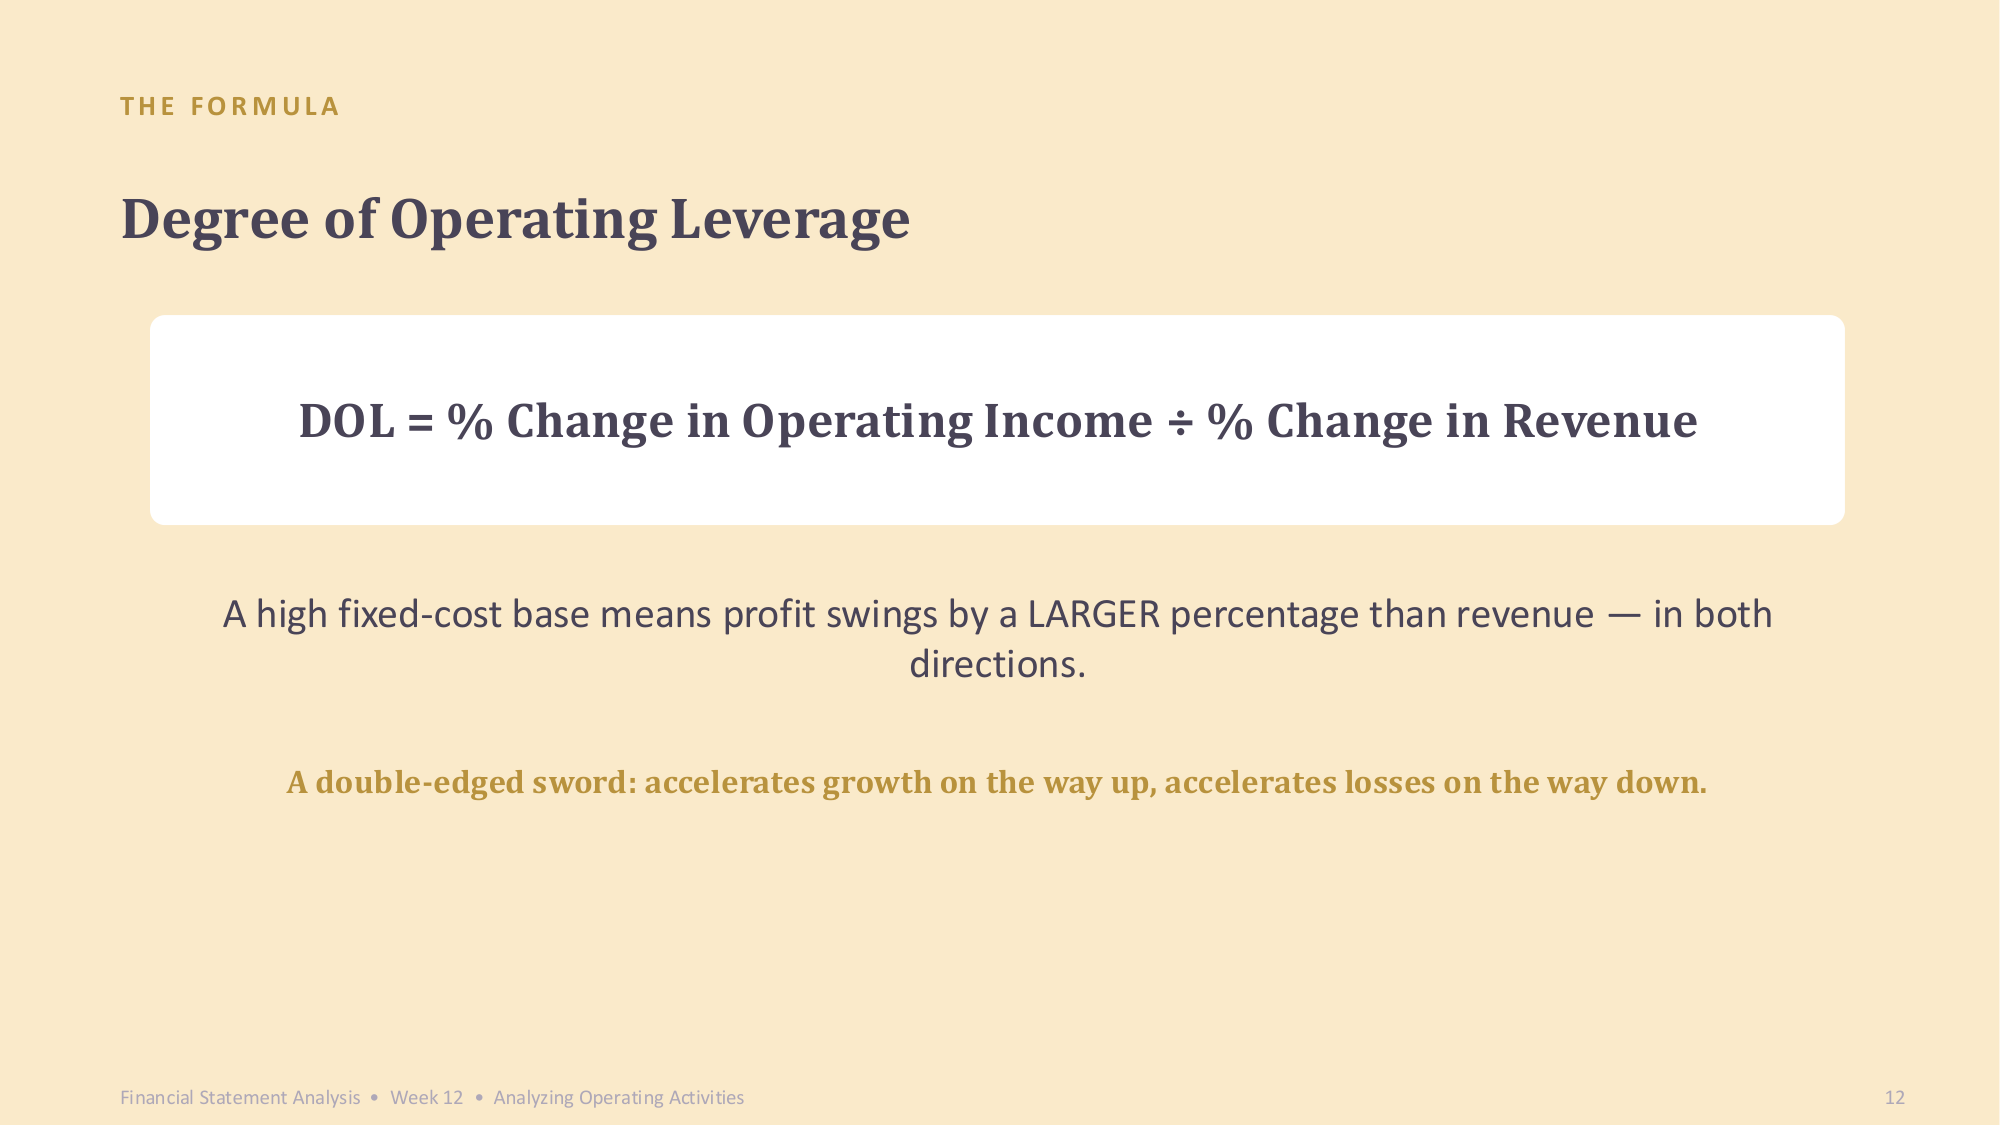 THE FORMULA
Degree of Operating Leverage
DOL = % Change in Operating Income ÷ % Change in Revenue
A high fixed-cost base means profit swings by a LARGER percentage than revenue — in both
directions.
A double-edged sword: accelerates growth on the way up, accelerates losses on the way down.
Financial Statement Analysis • Week 12 • Analyzing Operating Activities
12